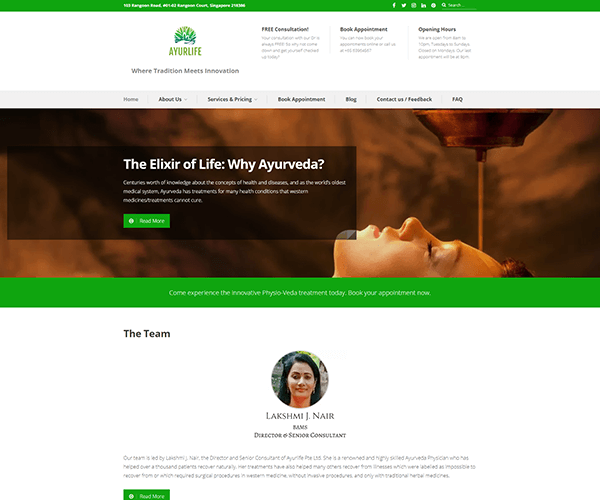 103 Rangoon Road, #01-02 Rangoon Court, Singapore 218386
Search ...
AYURLIFE
Where Tradition Meets Innovation
FREE Consultation!
Your consultation with our Dr is
always FREE! So why not come
down and get yourself checked
up today?
Book Appointment
You can now book your
appointments online or call us
Opening Hours
We are open from 9am to
Tuesdays to Sundays.
Closed on Mondays. Our last
appointment will be at 8pm.
Home
About Us
Services & Pricing
Book Appointment
Blog
Contact us / Feedback
FAQ
The Elixir of Life: Why Ayurveda?
Centuries worth of knowledge about the concepts of health and diseases, and as the world's oldest
medical system, Ayurveda has treatments for many health conditions that western
medicines/treatments cannot cure.
Read More
Come experience the innovative Physio-Veda treatment today. Book your appointment now.
The Team
Lakshmi J. Nair
BAMS
Director & Senior Consultant
Our team is led by Lakshmi J. Nair, the Director and Senior Consultant of Ayurlife Pte Ltd. She is a renowned and highly skilled Ayurveda Physician who has
helped over a thousand patients recover naturally. Her treatments have also helped many others recover from illnesses which were labelled as impossible to
recover from or which required surgical procedures in western medicine, without invasive procedures, and only with traditional herbal medicines.
Read More